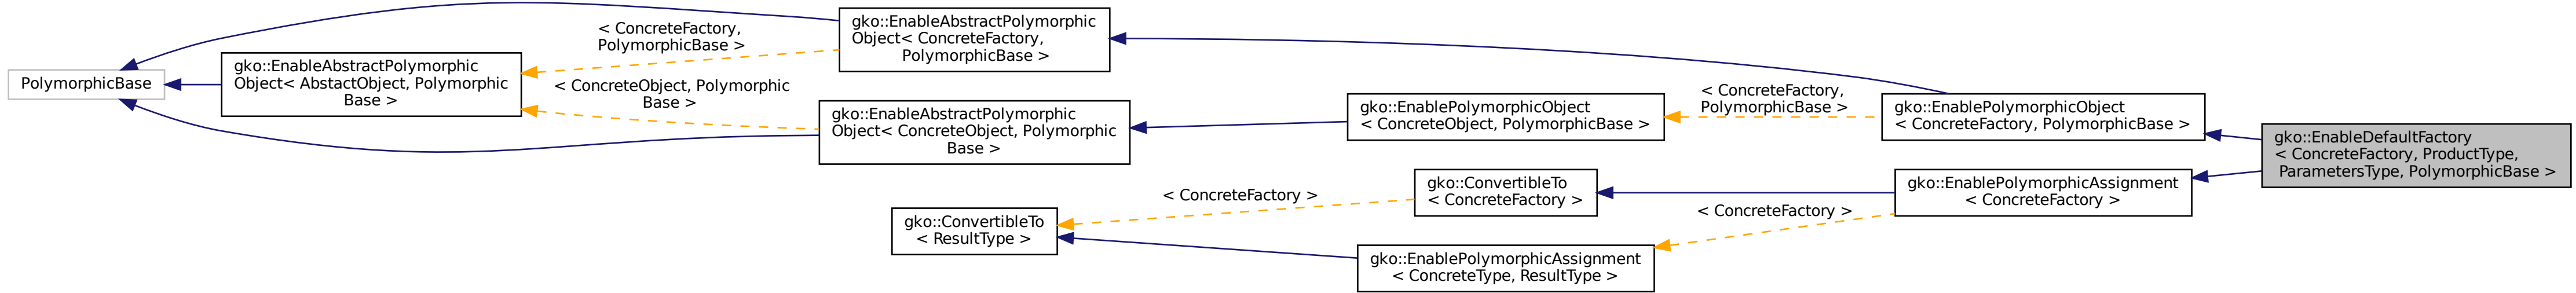 PolymorphicBase
gko::EnableAbstractPolymorphic
Object< AbstactObject, Polymorphic
Base >
< ConcreteFactory,
PolymorphicBase >
< ConcreteObject, Polymorphic
Base >
gko::EnableAbstractPolymorphic
Object< ConcreteFactory,
PolymorphicBase >
gko::EnableAbstractPolymorphic
Object< ConcreteObject, Polymorphic
Base >
gko::ConvertibleTo
< ResultType >
< ConcreteFactory >
gko::EnablePolymorphicObject
< ConcreteObject, PolymorphicBase >
gko::ConvertibleTo
< ConcreteFactory >
gko::EnablePolymorphicAssignment
< ConcreteType, ResultType >
< ConcreteFactory,
PolymorphicBase >
< ConcreteFactory >
gko::EnablePolymorphicObject
< ConcreteFactory, PolymorphicBase >
gko::EnablePolymorphicAssignment
< ConcreteFactory >
gko::EnableDefaultFactory
< ConcreteFactory, ProductType,
ParametersType, PolymorphicBase >